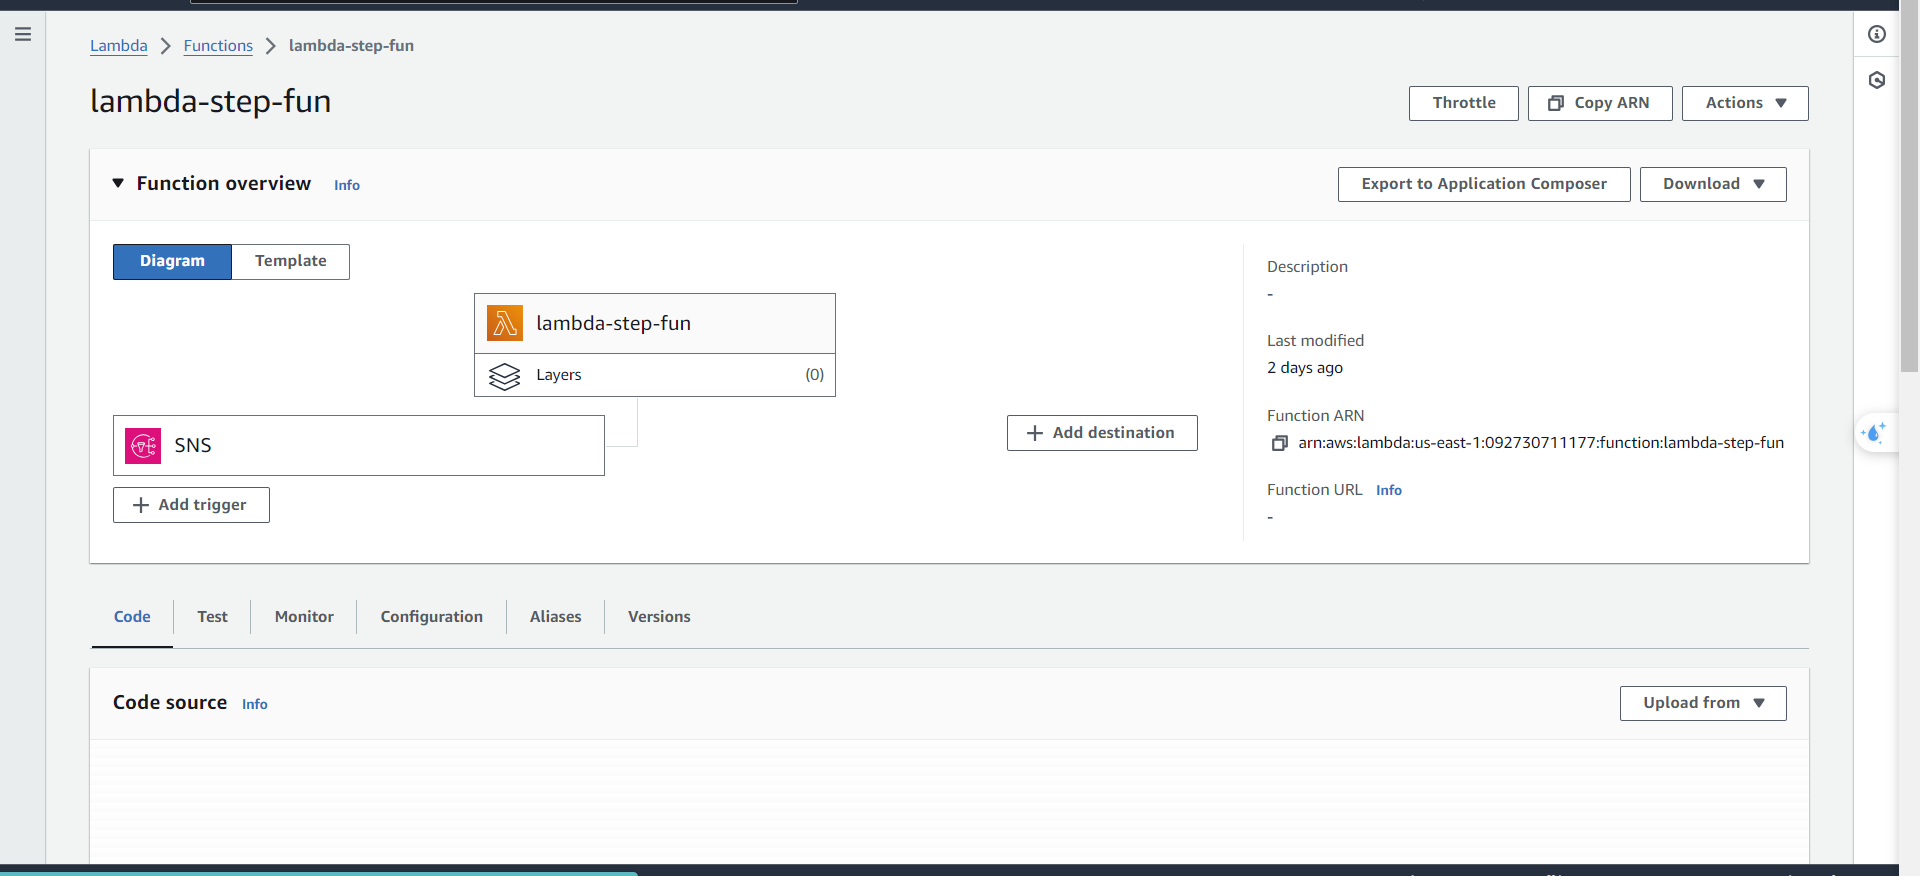 Lambda > Functions > lambda-step-fun
lambda-step-fun
Throttle
Copy ARN
Actions
Function overview
Info
Export to Application Composer
Download
Diagram
Template
lambda-step-fun
Layers
(0)
SNS
+ Add trigger
+ Add destination
Description
-
Last modified
2 days ago
Function ARN
arn:aws:lambda:us-east-1:092730711177:function:lambda-step-fun
Function URL
Info
-
Code
Test
Monitor
Configuration
Aliases
Versions
Code source
Info
Upload from